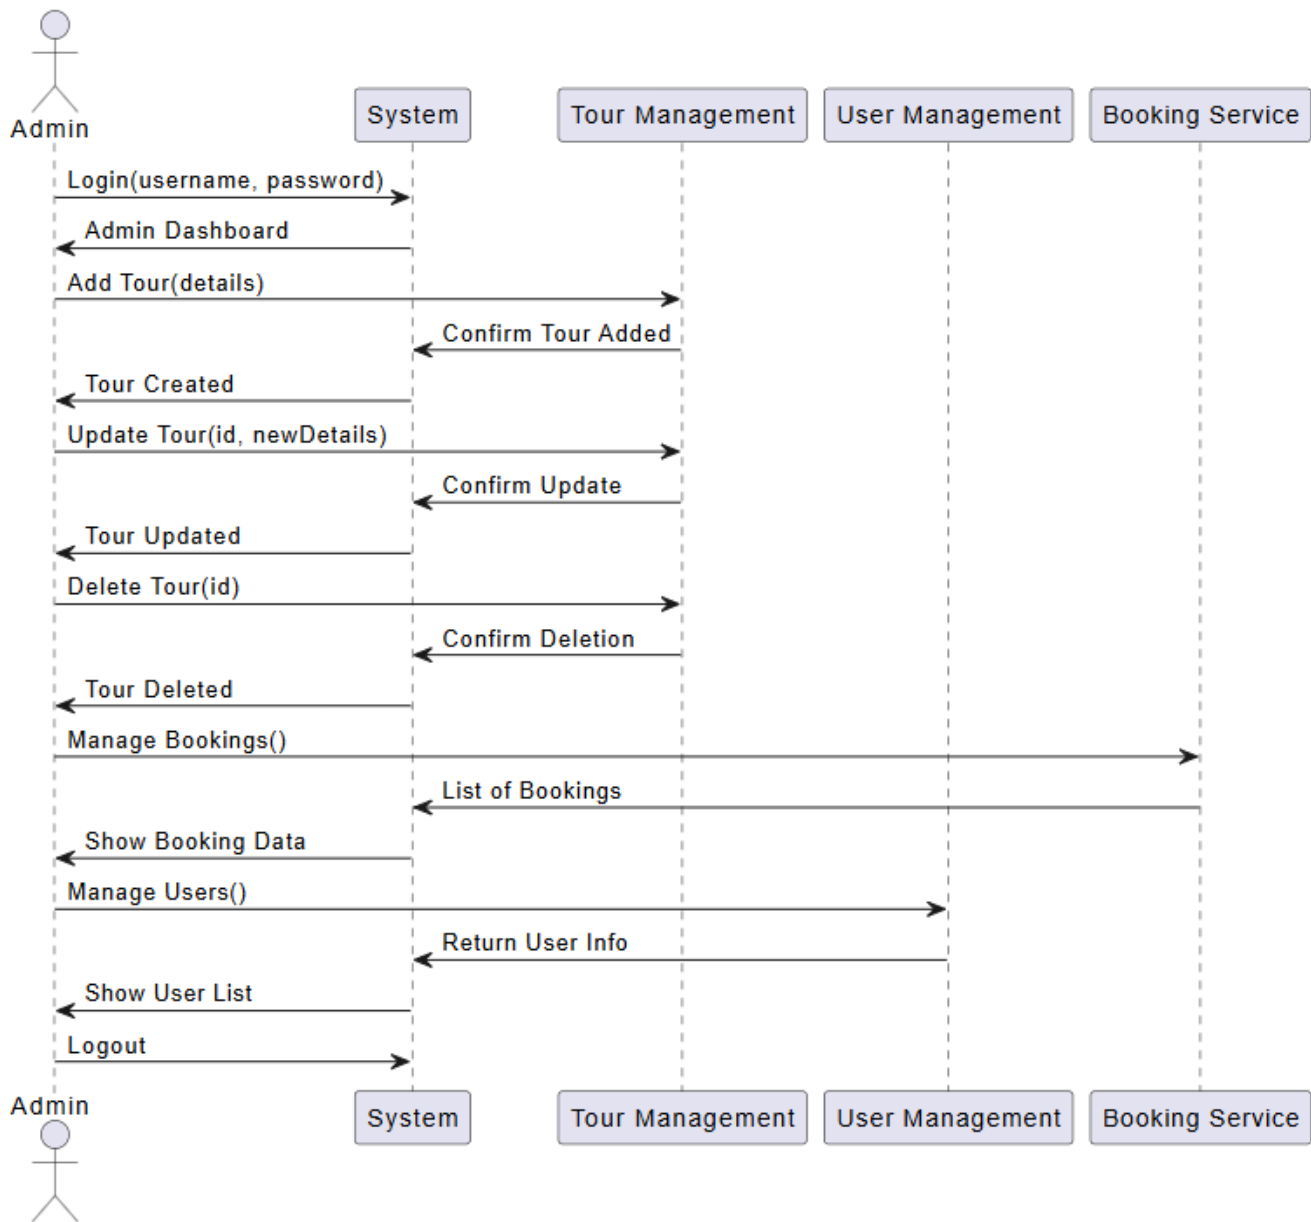 Admin
System
Tour Management
User Management
Booking Service
Login(username, password)
Admin Dashboard
Add Tour(details)
Confirm Tour Added
Tour Created
Update Tour(id, newDetails)
Confirm Update
Tour Updated
Delete Tour(id)
Confirm Deletion
Tour Deleted
Manage Bookings()
List of Bookings
Show Booking Data
Manage Users()
Return User Info
Show User List
Logout
Admin
System
Tour Management
User Management
Booking Service